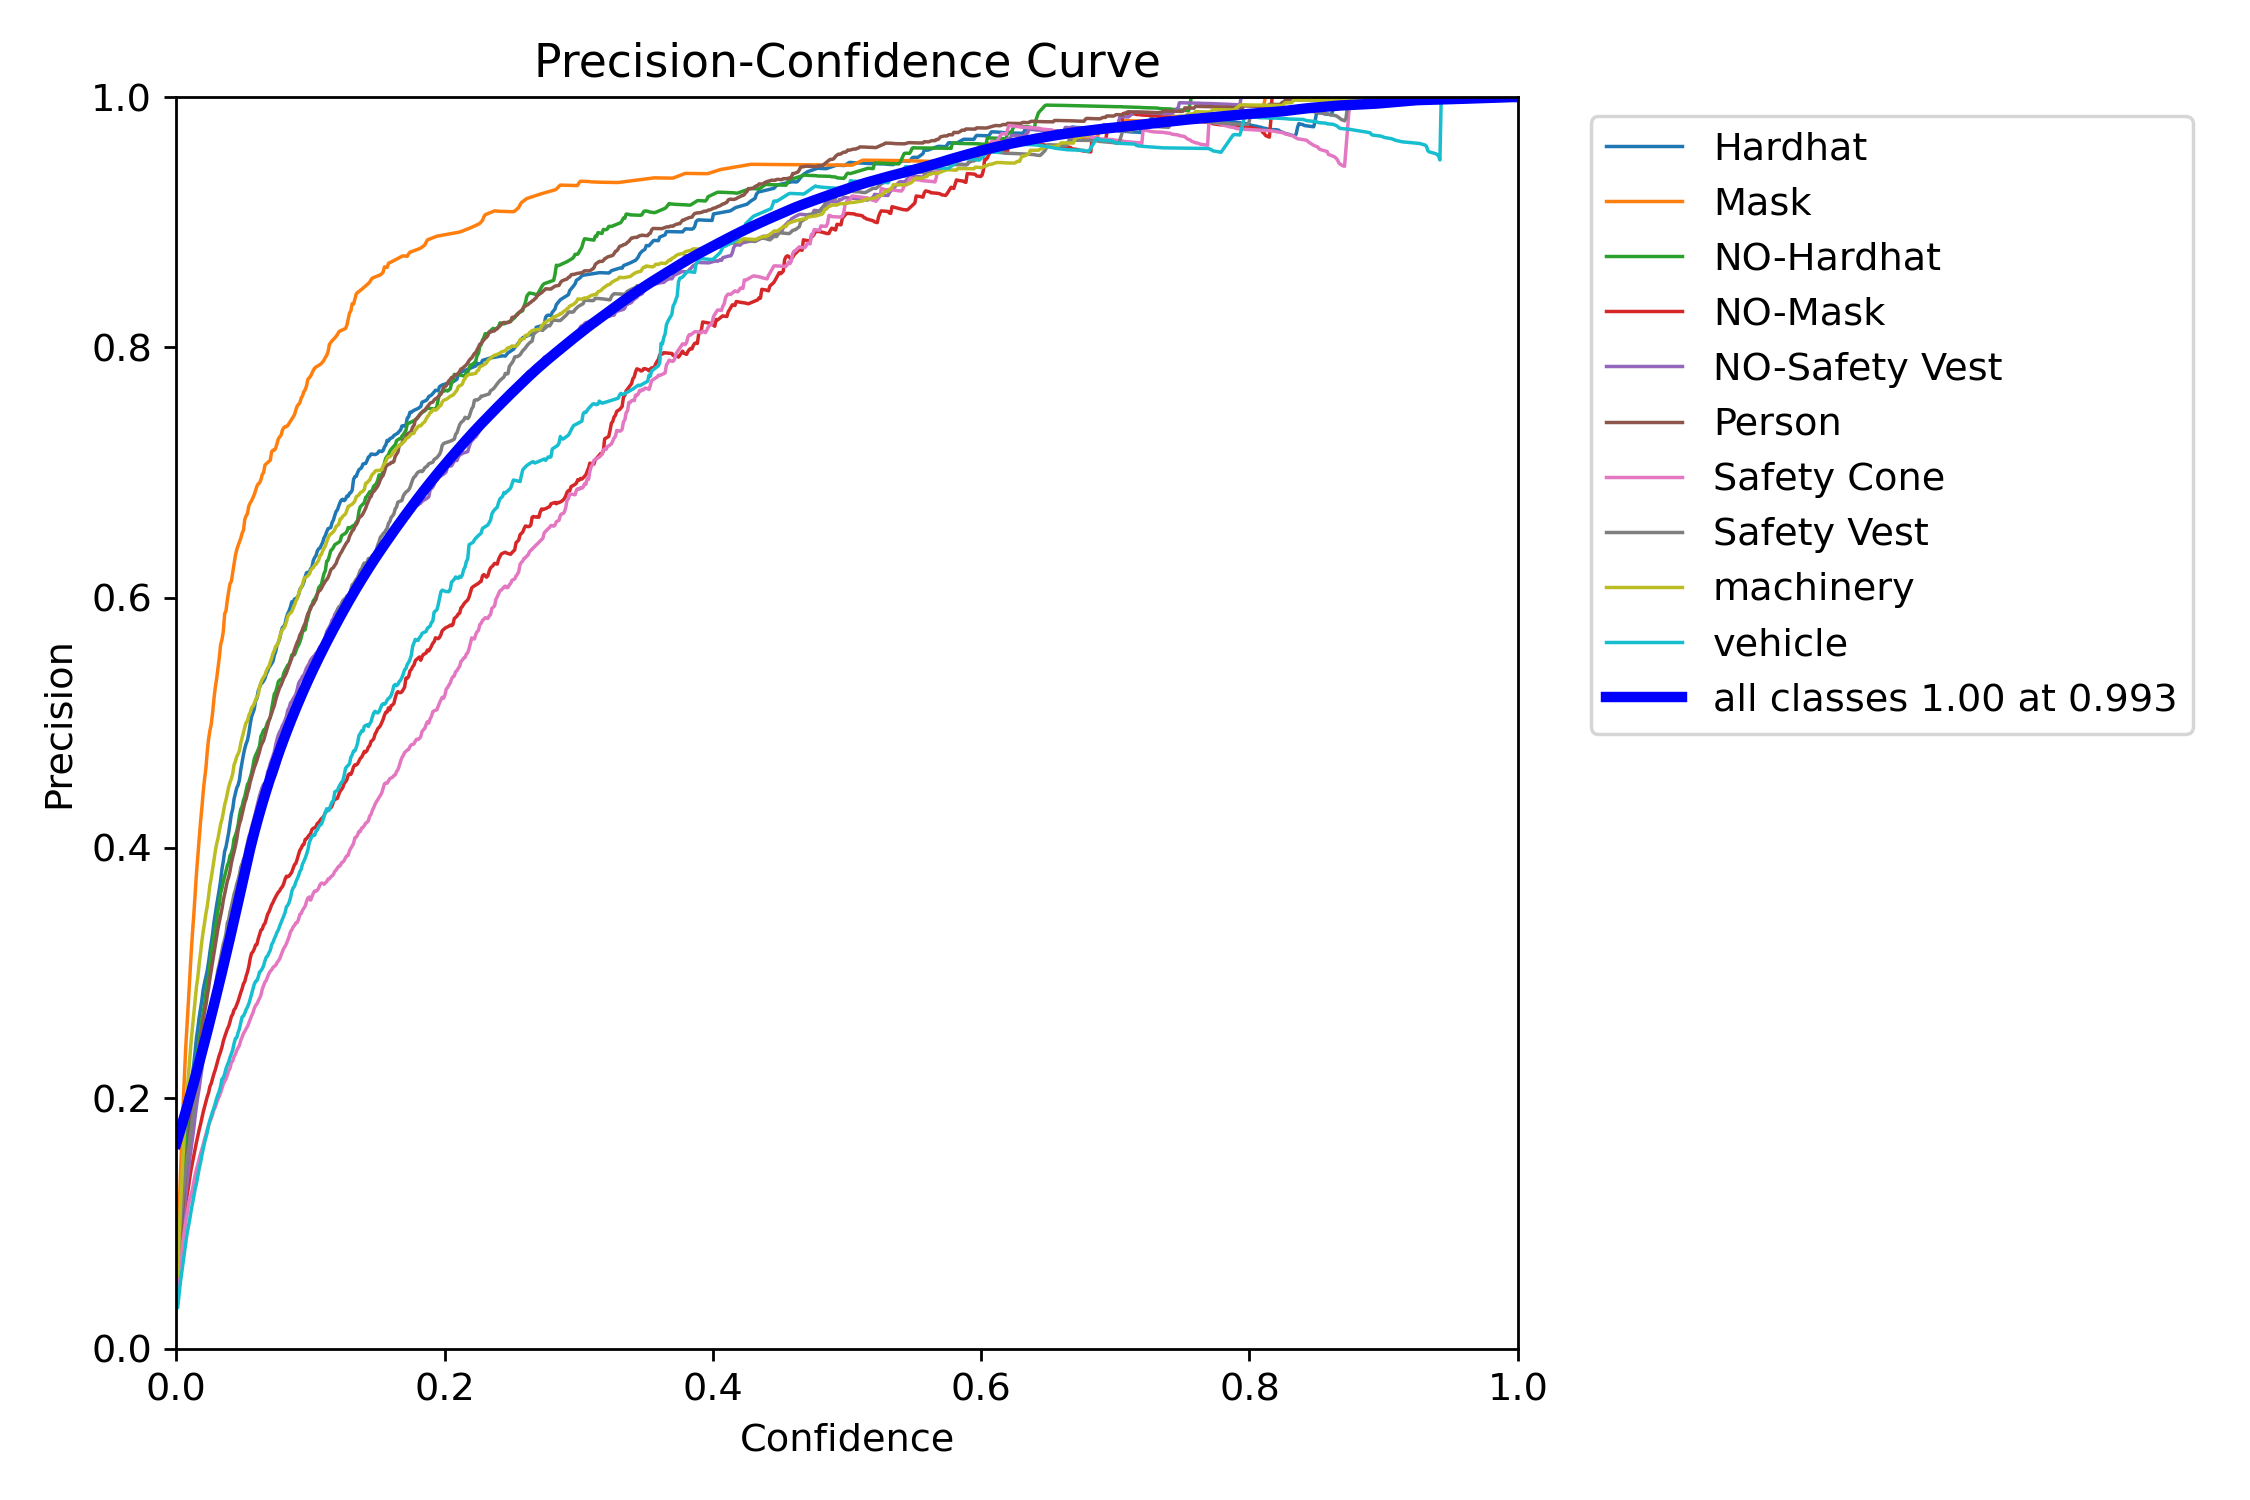 Precision-Confidence Curve
1.0
0.8
0.6
0.4
0.2
0.0
Precision
0.0 0.2 0.4 0.6 0.8 1.0
Confidence
Hardhat
Mask
NO-Hardhat
NO-Mask
NO-Safety Vest
Person
Safety Cone
Safety Vest
machinery
vehicle
all classes 1.00 at 0.993